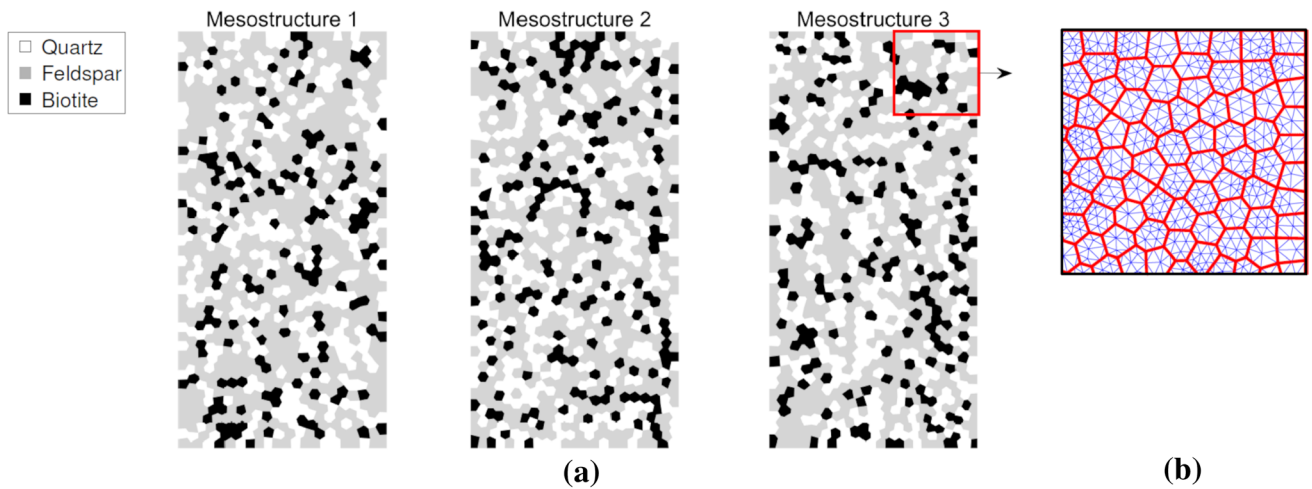 Mesostructure 1
Mesostructure 2
Mesostructure 3
Quartz
Feldspar
Biotite
(a)
(b)